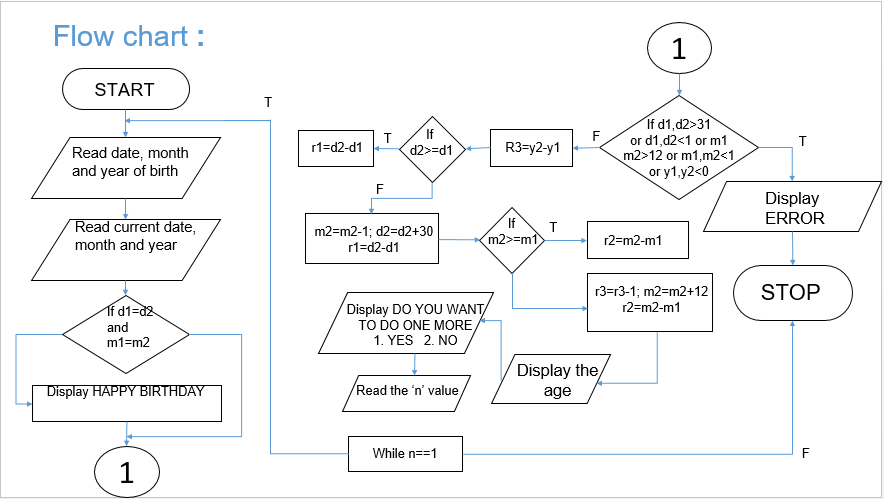 Flow chart :
START
T
Read date, month
and year of birth
Read current date,
month and year
If d1=d2
and
m1=m2
Display HAPPY BIRTHDAY
1
1
If d1,d2>31
or d1,d2<1 or m1
m2>12 or m1,m2<1
or y1,y2<0
T
Display
ERROR
STOP
F
R3=y2-y1
If
d2>=d1
T
r1=d2-d1
F
m2=m2-1; d2=d2+30
r1=d2-d1
If
m2>=m1
T
r2=m2-m1
r3=r3-1; m2=m2+12
r2=m2-m1
Display the
age
Display DO YOU WANT
TO DO ONE MORE
1. YES 2. NO
Read the ‘n’ value
While n==1
F